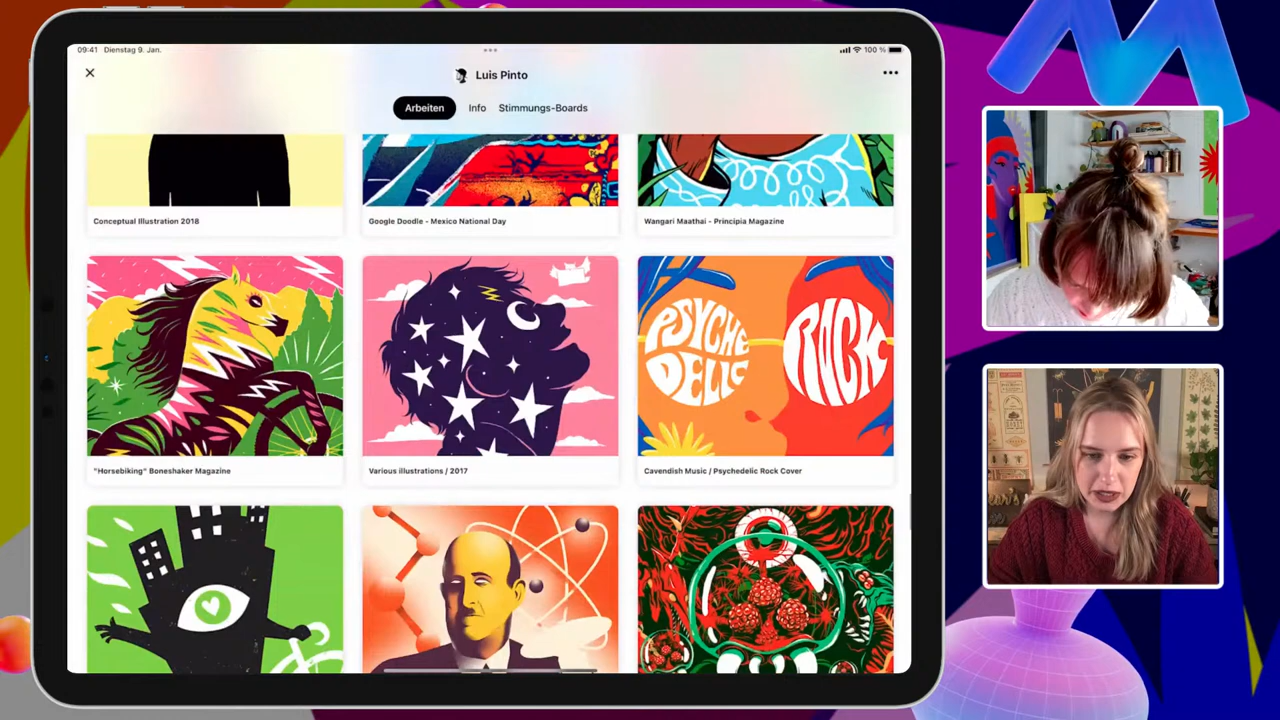 09:41 Dienstag 9. Jan.
100 %
Luis Pinto
Arbeiten Info Stimmungs-Boards
Conceptual Illustration 2018
Google Doodle - Mexico National Day
Wangari Maathai - Principia Magazine
PSYCHE
DELIC
ROCK
"Horsebiking" Boneshaker Magazine
Various illustrations / 2017
Cavendish Music / Psychedelic Rock Cover